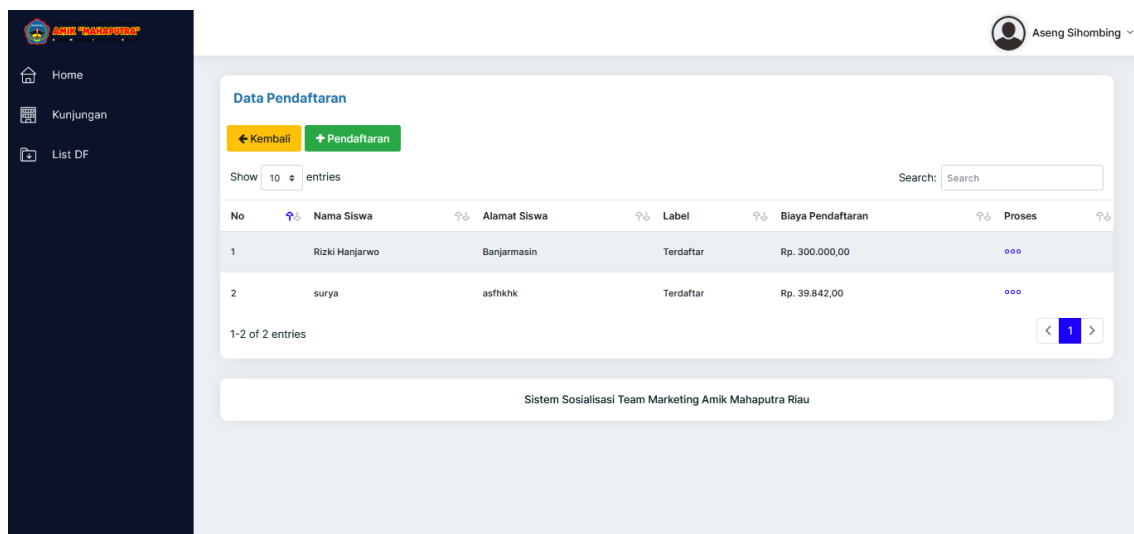 AMIK "MAHAPUTRA"
Aseng Sihombing
Home
Kunjungan
List DF
Data Pendaftaran
Kembali + Pendaftaran
Show 10 entries Search: Search
No Nama Siswa Alamat Siswa Label Biaya Pendaftaran Proses
1 Rizki Hanjarwo Banjarmasin Terdaftar Rp. 300.000,00
2 surya asfhkhk Terdaftar Rp. 39.842,00
1-2 of 2 entries < 1 >
Sistem Sosialisasi Team Marketing Amik Mahaputra Riau